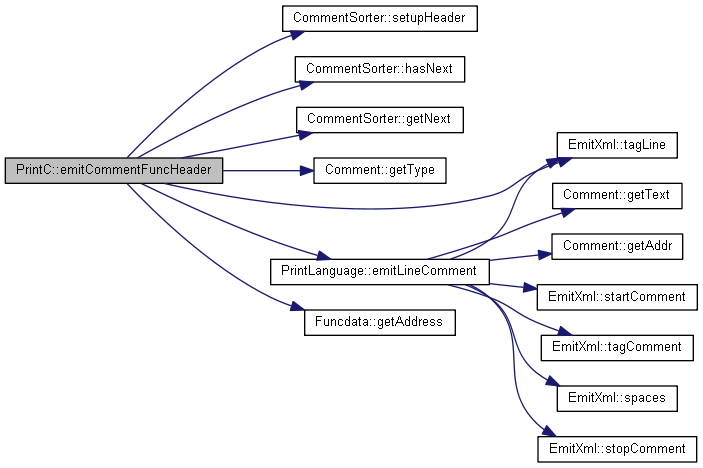 CommentSorter::setupHeader
CommentSorter::hasNext
CommentSorter::getNext
EmitXml::tagLine
PrintC::emitCommentFuncHeader
Comment::getType
Comment::getText
Comment::getAddr
PrintLanguage::emitLineComment
EmitXml::startComment
Funcdata::getAddress
EmitXml::tagComment
EmitXml::spaces
EmitXml::stopComment